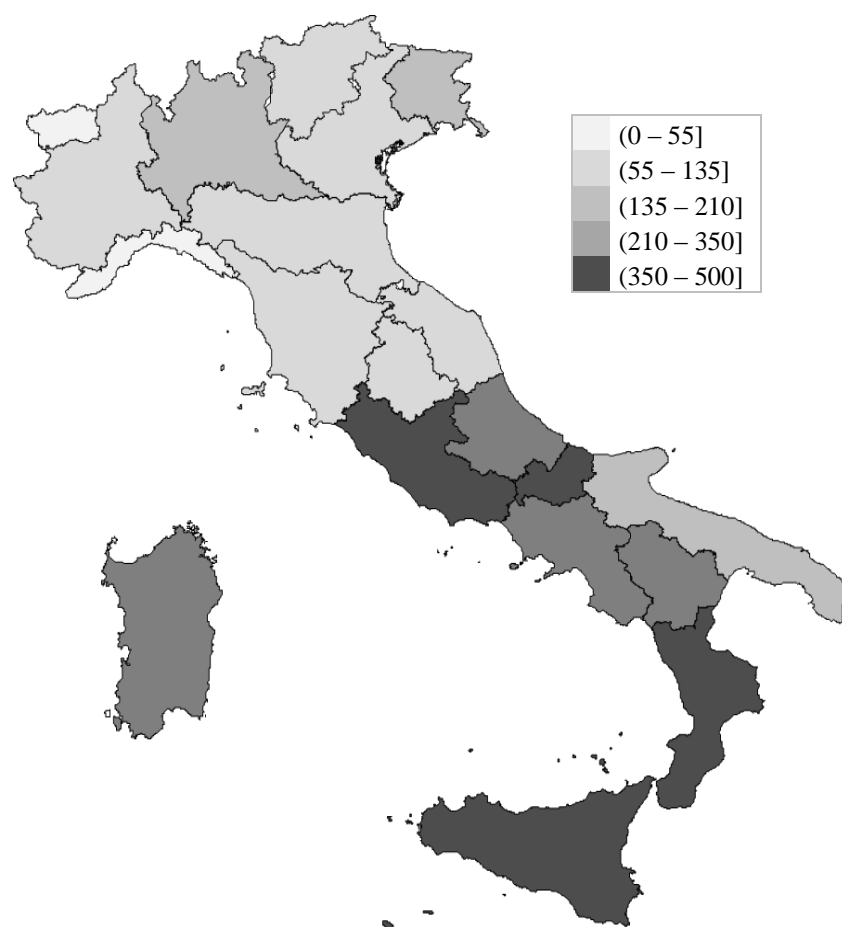 (0 – 55]
(55 – 135]
(135 – 210]
(210 – 350]
(350 – 500]